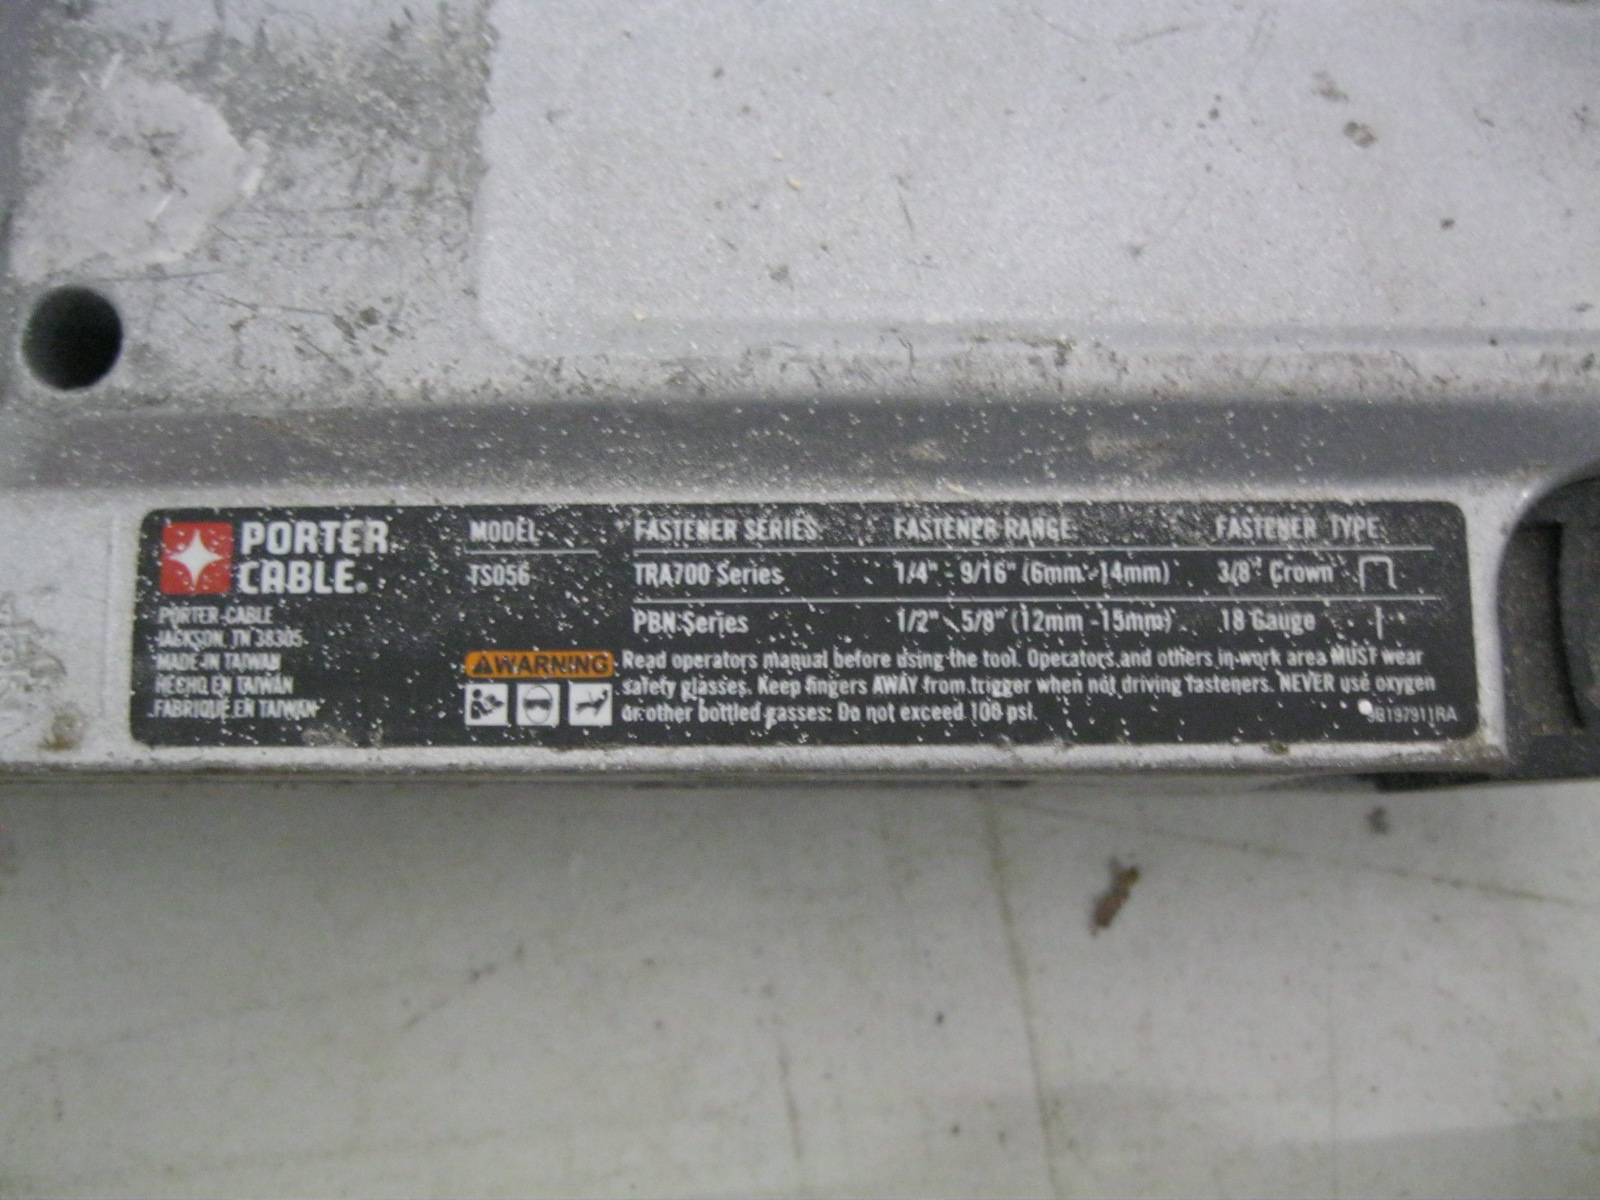 PORTER CABLE®
PORTER-CABLE
JACKSON, TN 38305
MADE IN TAIWAN
HECHO EN TAIWÁN
FABRIQUÉ EN TAIWAN
MODEL
TS056
FASTENER SERIES FASTENER RANGE FASTENER TYPE
TRA700 Series 1/4" - 9/16" (6mm - 14mm) 3/8" Crown
PBN Series 1/2" - 5/8" (12mm - 15mm) 18 Gauge
WARNING
Read operators manual before using the tool. Operators and others in work area MUST wear
safety glasses. Keep fingers AWAY from trigger when not driving fasteners. NEVER use oxygen
or other bottled gasses. Do not exceed 100 psi.
9B197911RA